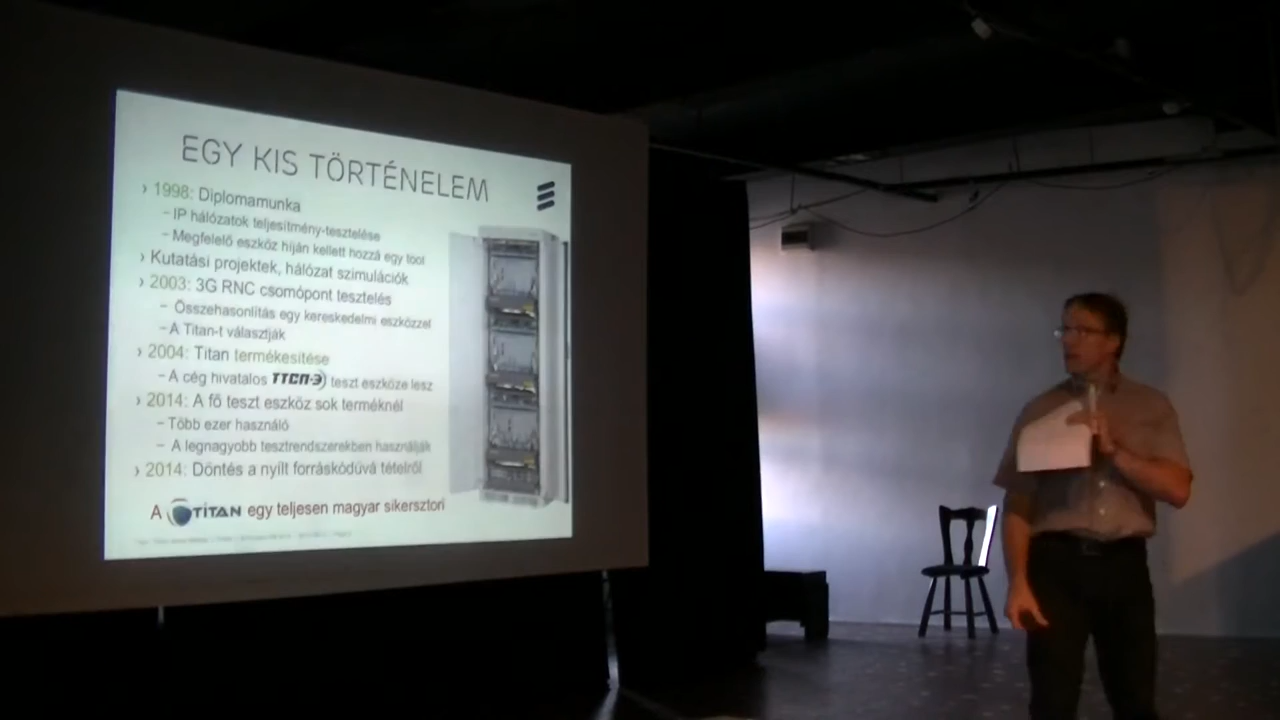 EGY KIS TÖRTÉNELEM
› 1998: Diplomamunka
– IP hálózatok teljesítmény-tesztelése
– Megfelelő eszköz híján kellett hozzá egy tool
› Kutatási projektek, hálózat szimulációk
› 2003: 3G RNC csomópont tesztelés
– Összehasonlítás egy kereskedelmi eszközzel
– A Titan-t választják
› 2004: Titan termékesítése
– A cég hivatalos TTCN-3 teszt eszköze lesz
› 2014: A fő teszt eszköz sok terméknél
– Több ezer használó
– A legnagyobb tesztrendszerekben használják
› 2014: Döntés a nyílt forráskódúvá tételről
A TITAN egy teljesen magyar sikersztori